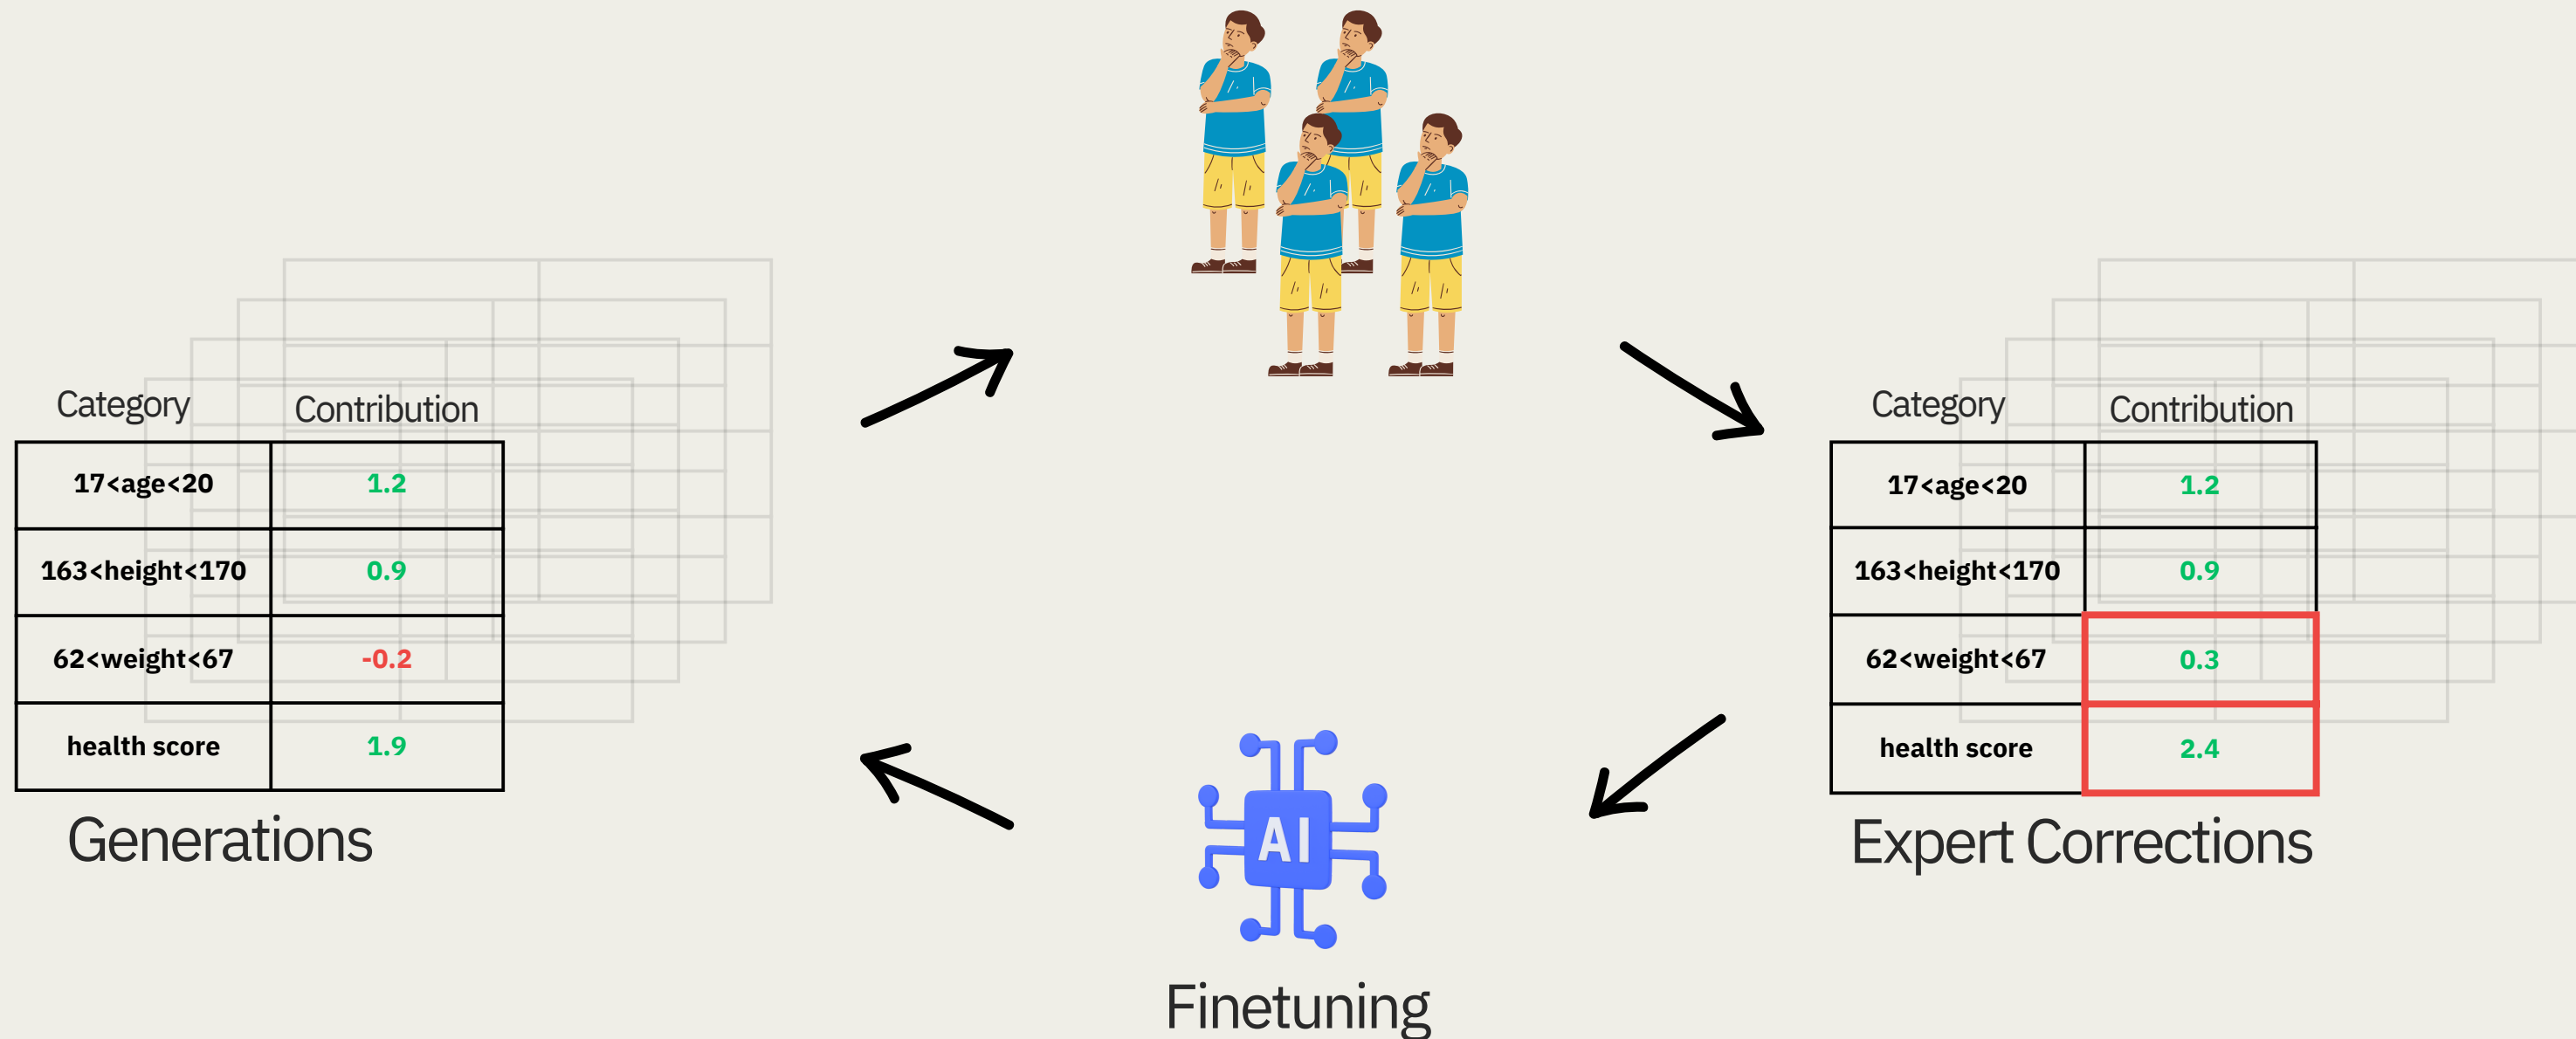 Category Contribution
17<age<20 1.2
163<height<170 0.9
62<weight<67 -0.2
health score 1.9
Generations
Category Contribution
17<age<20 1.2
163<height<170 0.9
62<weight<67 0.3
health score 2.4
Expert Corrections
AI
Finetuning